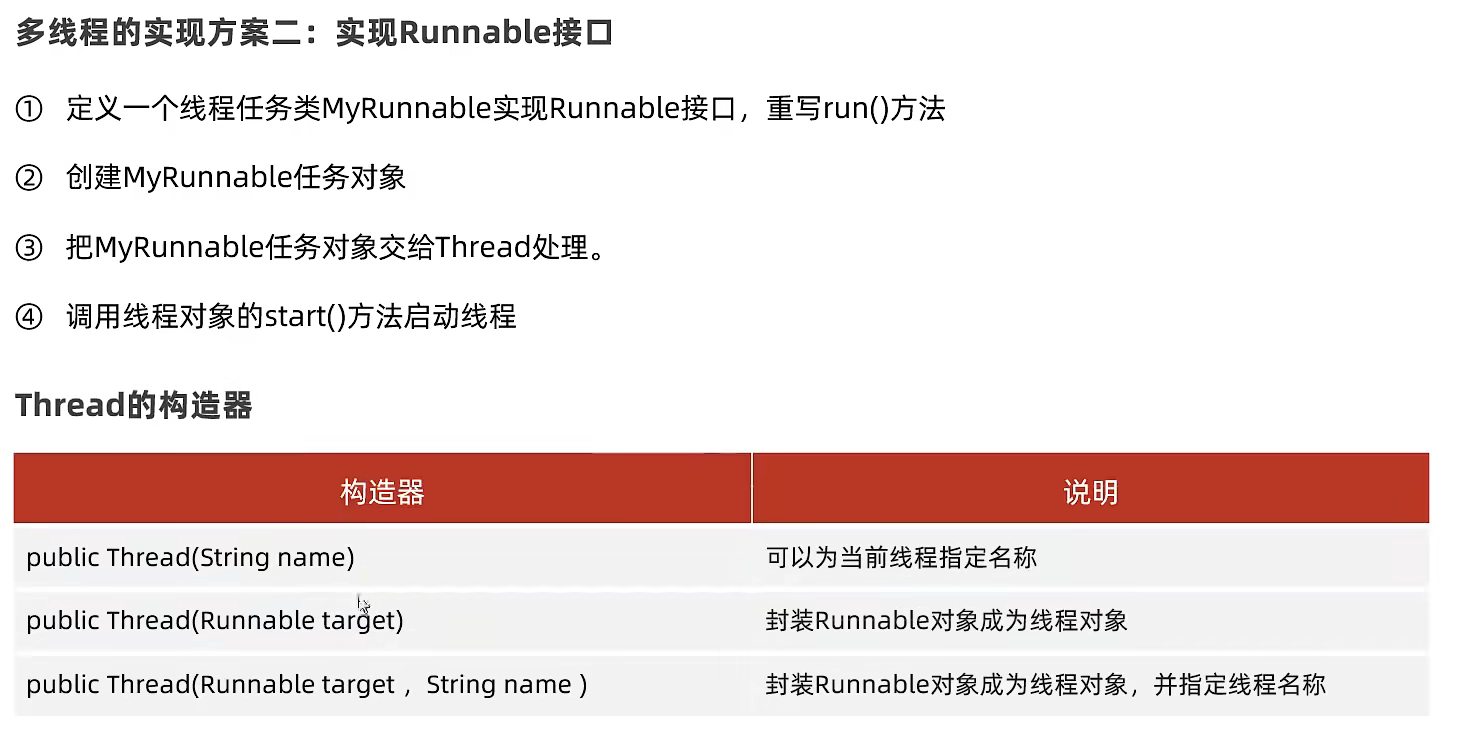 多线程的实现方案二：实现Runnable接口
① 定义一个线程任务类MyRunnable实现Runnable接口，重写run()方法
② 创建MyRunnable任务对象
③ 把MyRunnable任务对象交给Thread处理。
④ 调用线程对象的start()方法启动线程
Thread的构造器
构造器 说明
public Thread(String name) 可以为当前线程指定名称
public Thread(Runnable target) 封装Runnable对象成为线程对象
public Thread(Runnable target ，String name ) 封装Runnable对象成为线程对象，并指定线程名称